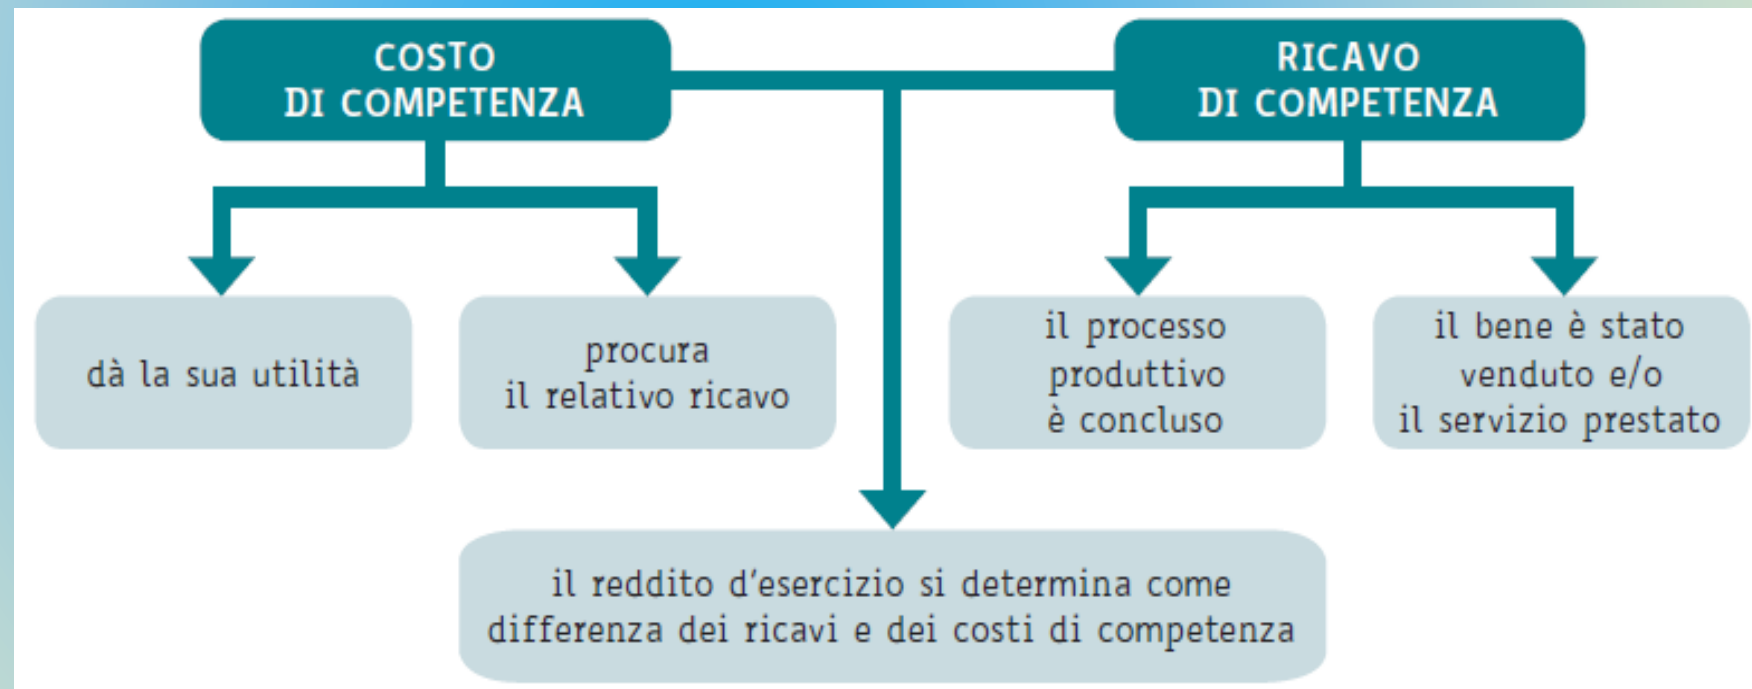 COSTO
DI COMPETENZA
RICAVO
DI COMPETENZA
dà la sua utilità
procura
il relativo ricavo
il processo
produttivo
è concluso
il bene è stato
venduto e/o
il servizio prestato
il reddito d'esercizio si determina come
differenza dei ricavi e dei costi di competenza